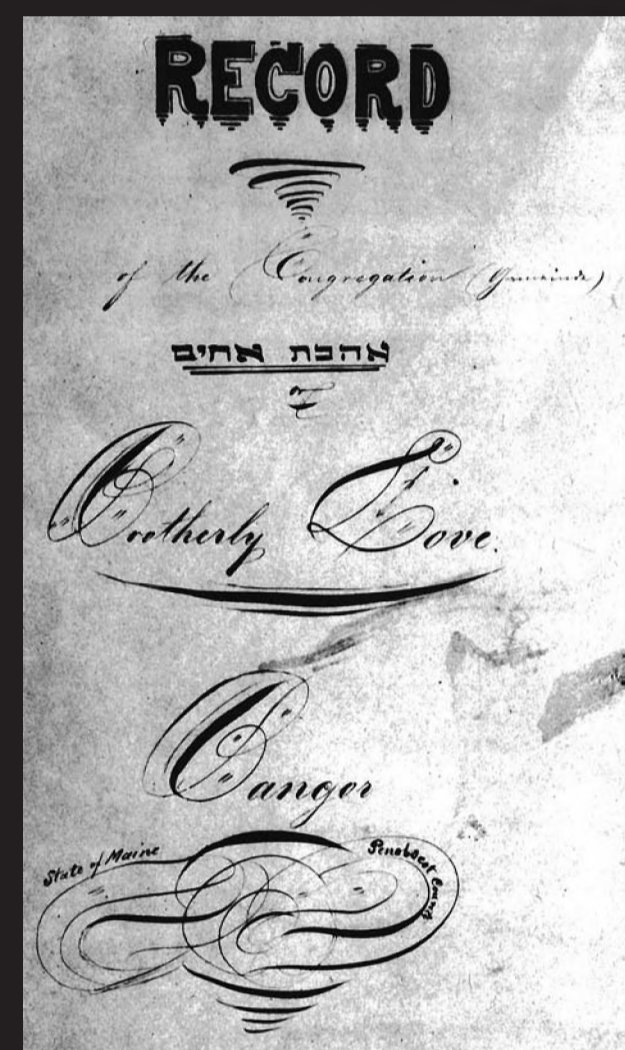 RECORD
of the Congregation (Gemeinde)
אהבת אחים
or
Brotherly Love.
Bangor
State of Maine
Penobscot County